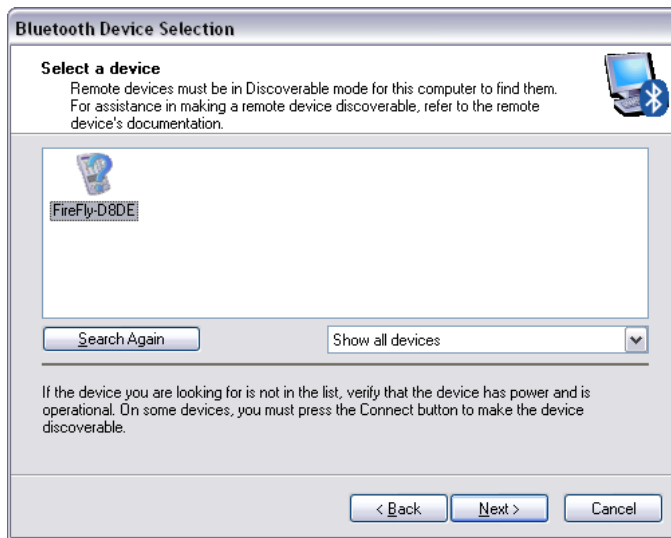 Bluetooth Device Selection
Select a device
Remote devices must be in Discoverable mode for this computer to find them.
For assistance in making a remote device discoverable, refer to the remote
device's documentation.
FireFly-D8DE
Search Again
Show all devices
If the device you are looking for is not in the list, verify that the device has power and is
operational. On some devices, you must press the Connect button to make the device
discoverable.
< Back
Next >
Cancel